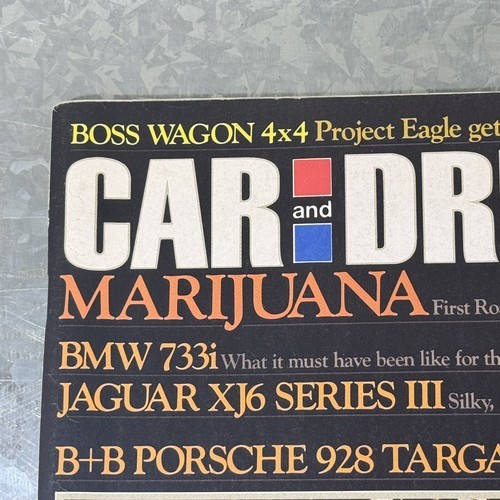 BOSS WAGON 4x4 Project Eagle get
CAR and DR
MARIJUANA First Ro
BMW 733i What it must have been like for th
JAGUAR XJ6 SERIES III Silky,
B+B PORSCHE 928 TARGA